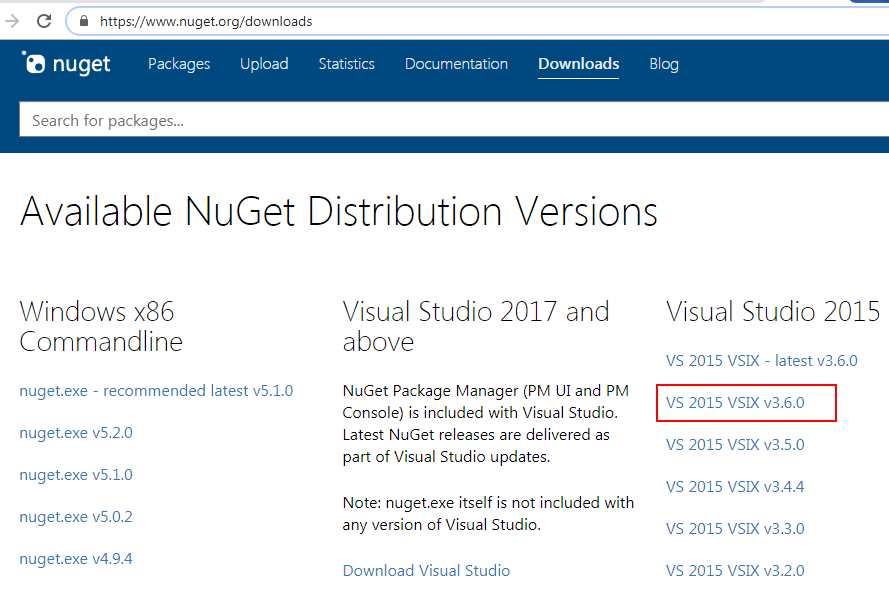 https://www.nuget.org/downloads
nuget Packages Upload Statistics Documentation Downloads Blog
Search for packages...
Available NuGet Distribution Versions
Windows x86
Commandline
nuget.exe - recommended latest v5.1.0
nuget.exe v5.2.0
nuget.exe v5.1.0
nuget.exe v5.0.2
nuget.exe v4.9.4
Visual Studio 2017 and
above
NuGet Package Manager (PM UI and PM
Console) is included with Visual Studio.
Latest NuGet releases are delivered as
part of Visual Studio updates.
Note: nuget.exe itself is not included with
any version of Visual Studio.
Download Visual Studio
Visual Studio 2015
VS 2015 VSIX - latest v3.6.0
VS 2015 VSIX v3.6.0
VS 2015 VSIX v3.5.0
VS 2015 VSIX v3.4.4
VS 2015 VSIX v3.3.0
VS 2015 VSIX v3.2.0